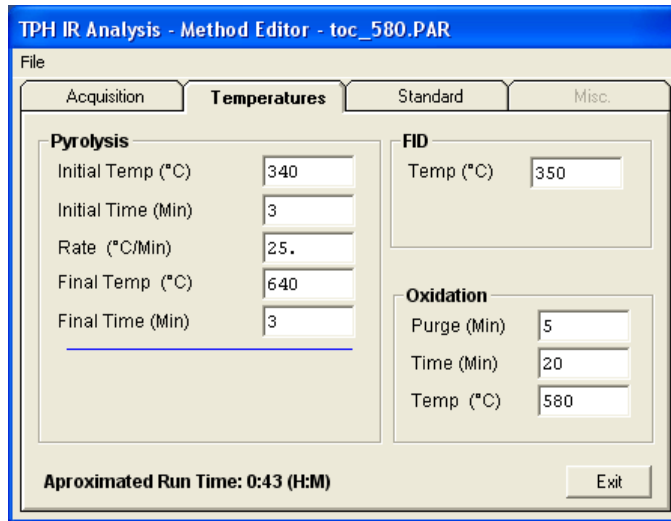 TPH IR Analysis - Method Editor - toc_580.PAR
File
Acquisition Temperatures Standard Misc.
Pyrolysis
Initial Temp (°C) 340
Initial Time (Min) 3
Rate (°C/Min) 25.
Final Temp (°C) 640
Final Time (Min) 3
FID
Temp (°C) 350
Oxidation
Purge (Min) 5
Time (Min) 20
Temp (°C) 580
Aproximated Run Time: 0:43 (H:M)
Exit